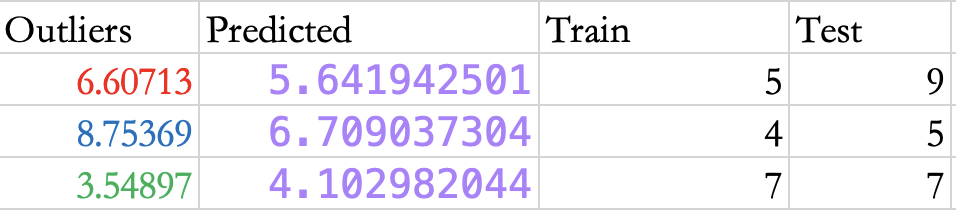 Outliers Predicted Train Test
6.60713 5.641942501 5 9
8.75369 6.709037304 4 5
3.54897 4.102982044 7 7